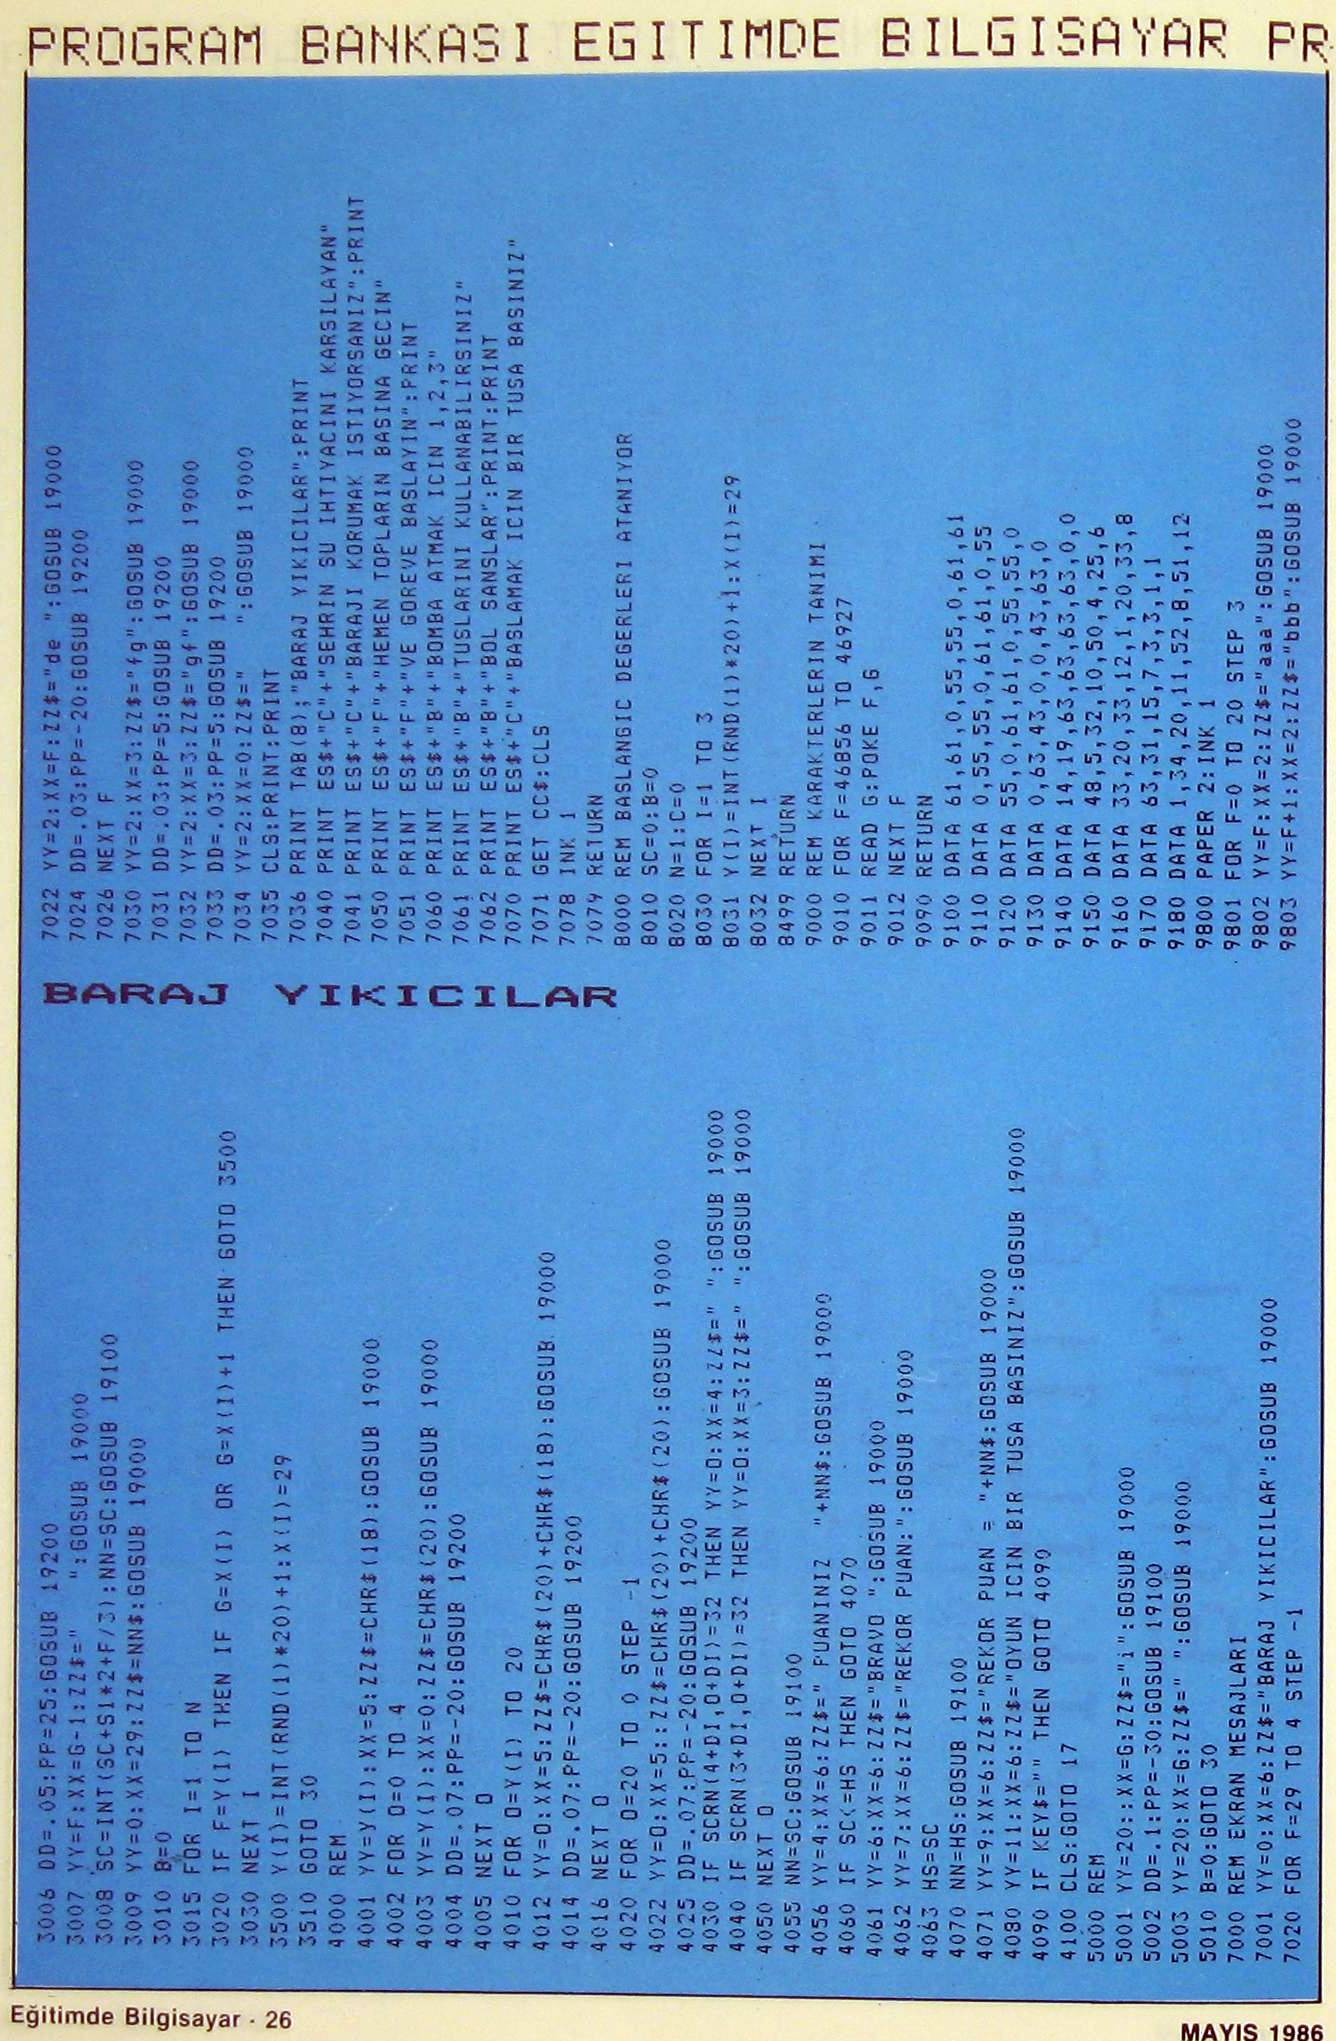 PROGRAM BANKASI EGITIMDE BILGISAYAR PR
BARAJ YIKICILAR
3006 DD=.05:PP=25:GOSUB 19200
3007 YY=F:XX=G-1:ZZ$="   ":GOSUB 19000
3008 SC=INT(SC+S1*2+F/3):NN=SC:GOSUB 19100
3009 YY=0:XX=29:ZZ$=NN$:GOSUB 19000
3010 B=0
3015 FOR I=1 TO N
3020 IF F=Y(I) THEN IF G=X(I) OR G=X(I)+1 THEN GOTO 3500
3030 NEXT I
3500 Y(I)=INT(RND(1)*20)+1:X(I)=29
3510 GOTO 30
4000 REM
4001 YY=Y(I):XX=5:ZZ$=CHR$(18):GOSUB 19000
4002 FOR O=0 TO 4
4003 YY=Y(I):XX=O:ZZ$=CHR$(20):GOSUB 19000
4004 DD=.07:PP=-20:GOSUB 19200
4005 NEXT O
4010 FOR O=Y(I) TO 20
4012 YY=O:XX=5:ZZ$=CHR$(20)+CHR$(18):GOSUB 19000
4014 DD=.07:PP=-20:GOSUB 19200
4016 NEXT O
4020 FOR O=20 TO 0 STEP -1
4022 YY=O:XX=5::ZZ$=CHR$(20)+CHR$(20):GOSUB 19000
4025 DD=.07:PP=-20:GOSUB 19200
4030 IF SCRN(4+DI,O+DI)=32 THEN YY=O:XX=4:ZZ$=" ":GOSUB 19000
4040 IF SCRN(3+DI,O+DI)=32 THEN YY=O:XX=3:ZZ$=" ":GOSUB 19000
4050 NEXT O
4055 NN=SC:GOSUB 19100
4056 YY=4:XX=6:ZZ$=" PUANINIZ  "+NN$:GOSUB 19000
4060 IF SC<=HS THEN GOTO 4070
4061 YY=6:XX=6:ZZ$="BRAVO ":GOSUB 19000
4062 YY=7:XX=6:ZZ$="REKOR PUAN:":GOSUB 19000
4063 HS=SC
4070 NN=HS:GOSUB 19100
4071 YY=9:XX=6:ZZ$="REKOR PUAN = "+NN$:GOSUB 19000
4080 YY=11:XX=6:ZZ$="OYUN ICIN BIR TUSA BASINIZ":GOSUB 19000
4090 IF KEY$="" THEN GOTO 4090
4100 CLS:GOTO 17
5000 REM
5001 YY=20::XX=G:ZZ$="i":GOSUB 19000
5002 DD=.1:PP=-30:GOSUB 19100
5003 YY=20:XX=G:ZZ$=" ":GOSUB 19000
5010 B=0:GOTO 30
7000 REM EKRAN MESAJLARI
7001 YY=0:XX=6:ZZ$="BARAJ YIKICILAR":GOSUB 19000
7020 FOR F=29 TO 4 STEP -1
7022 YY=2:XX=F:ZZ$="de ":GOSUB 19000
7024 DD=.03:PP=-20:GOSUB 19200
7026 NEXT F
7030 YY=2:XX=3:ZZ$="fg":GOSUB 19000
7031 DD=.03:PP=5:GOSUB 19200
7032 YY=2:XX=3:ZZ$="gf":GOSUB 19000
7033 DD=.03:PP=5:GOSUB 19200
7034 YY=2:XX=0:ZZ$="      ":GOSUB 19000
7035 CLS:PRINT:PRINT
7036 PRINT TAB(8);"BARAJ YIKICILAR":PRINT
7040 PRINT ES$+"C"+"SEHRIN SU IHTIYACINI KARSILAYAN"
7041 PRINT ES$+"C"+"BARAJI KORUMAK ISTIYORSANIZ":PRINT
7050 PRINT ES$+"F"+"HEMEN TOPLARIN BASINA GECIN"
7051 PRINT ES$+"F"+"VE GOREVE BASLAYIN":PRINT
7060 PRINT ES$+"B"+"BOMBA ATMAK ICIN 1,2,3"
7061 PRINT ES$+"B"+"TUSLARINI KULLANABILIRSINIZ"
7062 PRINT ES$+"B"+"BOL SANSLAR":PRINT:PRINT
7070 PRINT ES$+"C"+"BASLAMAK ICIN BIR TUSA BASINIZ"
7071 GET CC$:CLS
7078 INK 1
7079 RETURN
8000 REM BASLANGIC DEGERLERI ATANIYOR
8010 SC=0:B=0
8020 N=1:C=0
8030 FOR I=1 TO 3
8031 Y(I)=INT(RND(1)*20)+1:X(I)=29
8032 NEXT I
8499 RETURN
9000 REM KARAKTERLERIN TANIMI
9010 FOR F=46856 TO 46927
9011 READ G:POKE F,G
9012 NEXT F
9090 RETURN
9100 DATA 61,61,0,55,55,0,61,61
9110 DATA 0,55,55,0,61,61,0,55
9120 DATA 55,0,61,61,0,55,55,0
9130 DATA 0,63,43,0,0,43,63,0
9140 DATA 14,19,63,63,63,63,0,0
9150 DATA 48,5,32,10,50,4,25,6
9160 DATA 33,20,33,12,1,20,33,8
9170 DATA 63,31,15,7,3,3,1,1
9180 DATA 1,34,20,11,52,8,51,12
9800 PAPER 2:INK 1
9801 FOR F=0 TO 20 STEP 3
9802 YY=F:XX=2:ZZ$="aaa":GOSUB 19000
9803 YY=F+1:XX=2:ZZ$="bbb":GOSUB 19000
Eğitimde Bilgisayar - 26
MAYIS 1986